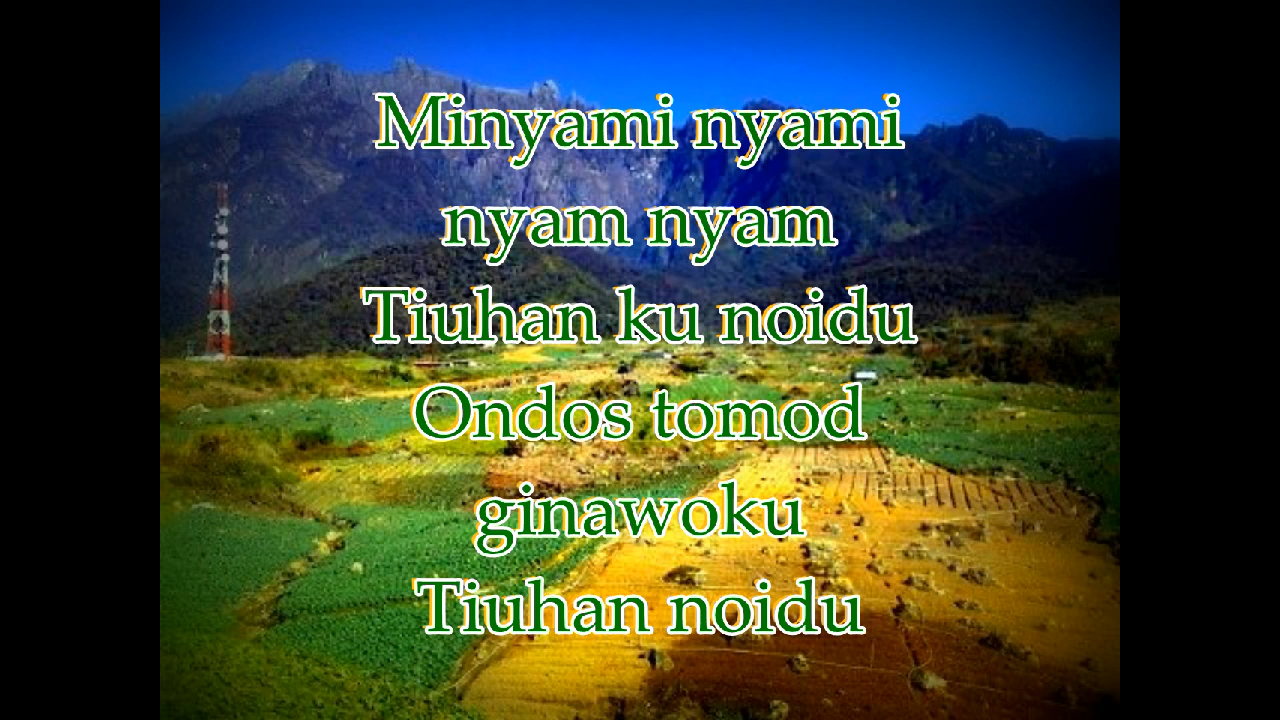 Minyami nyami
nyam nyam
Tiuhan ku noidu
Ondos tomod
ginawoku
Tiuhan noidu